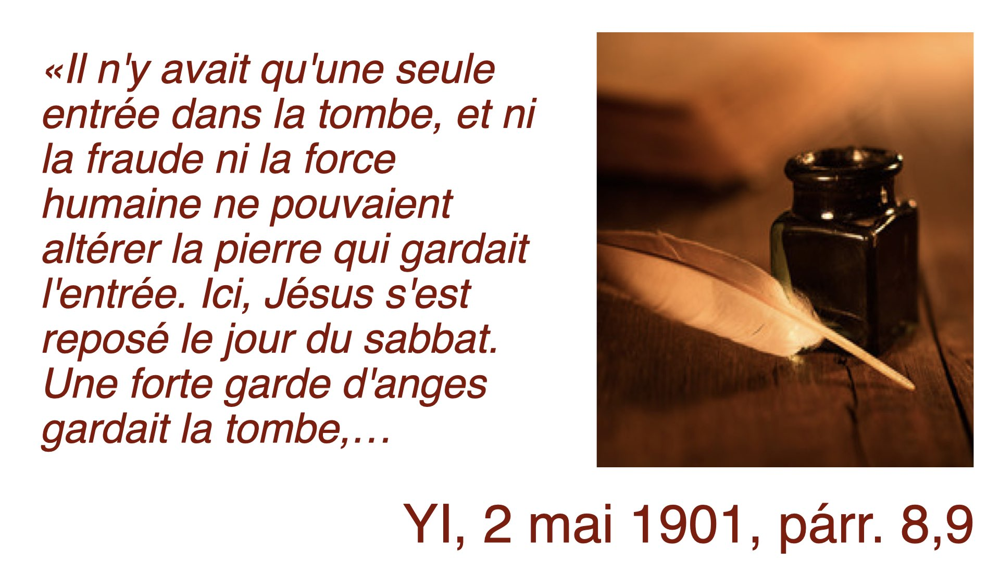 «Il n'y avait qu'une seule
entrée dans la tombe, et ni
la fraude ni la force
humaine ne pouvaient
altérer la pierre qui gardait
l'entrée. Ici, Jésus s'est
reposé le jour du sabbat.
Une forte garde d'anges
gardait la tombe,…
YI, 2 mai 1901, párr. 8,9